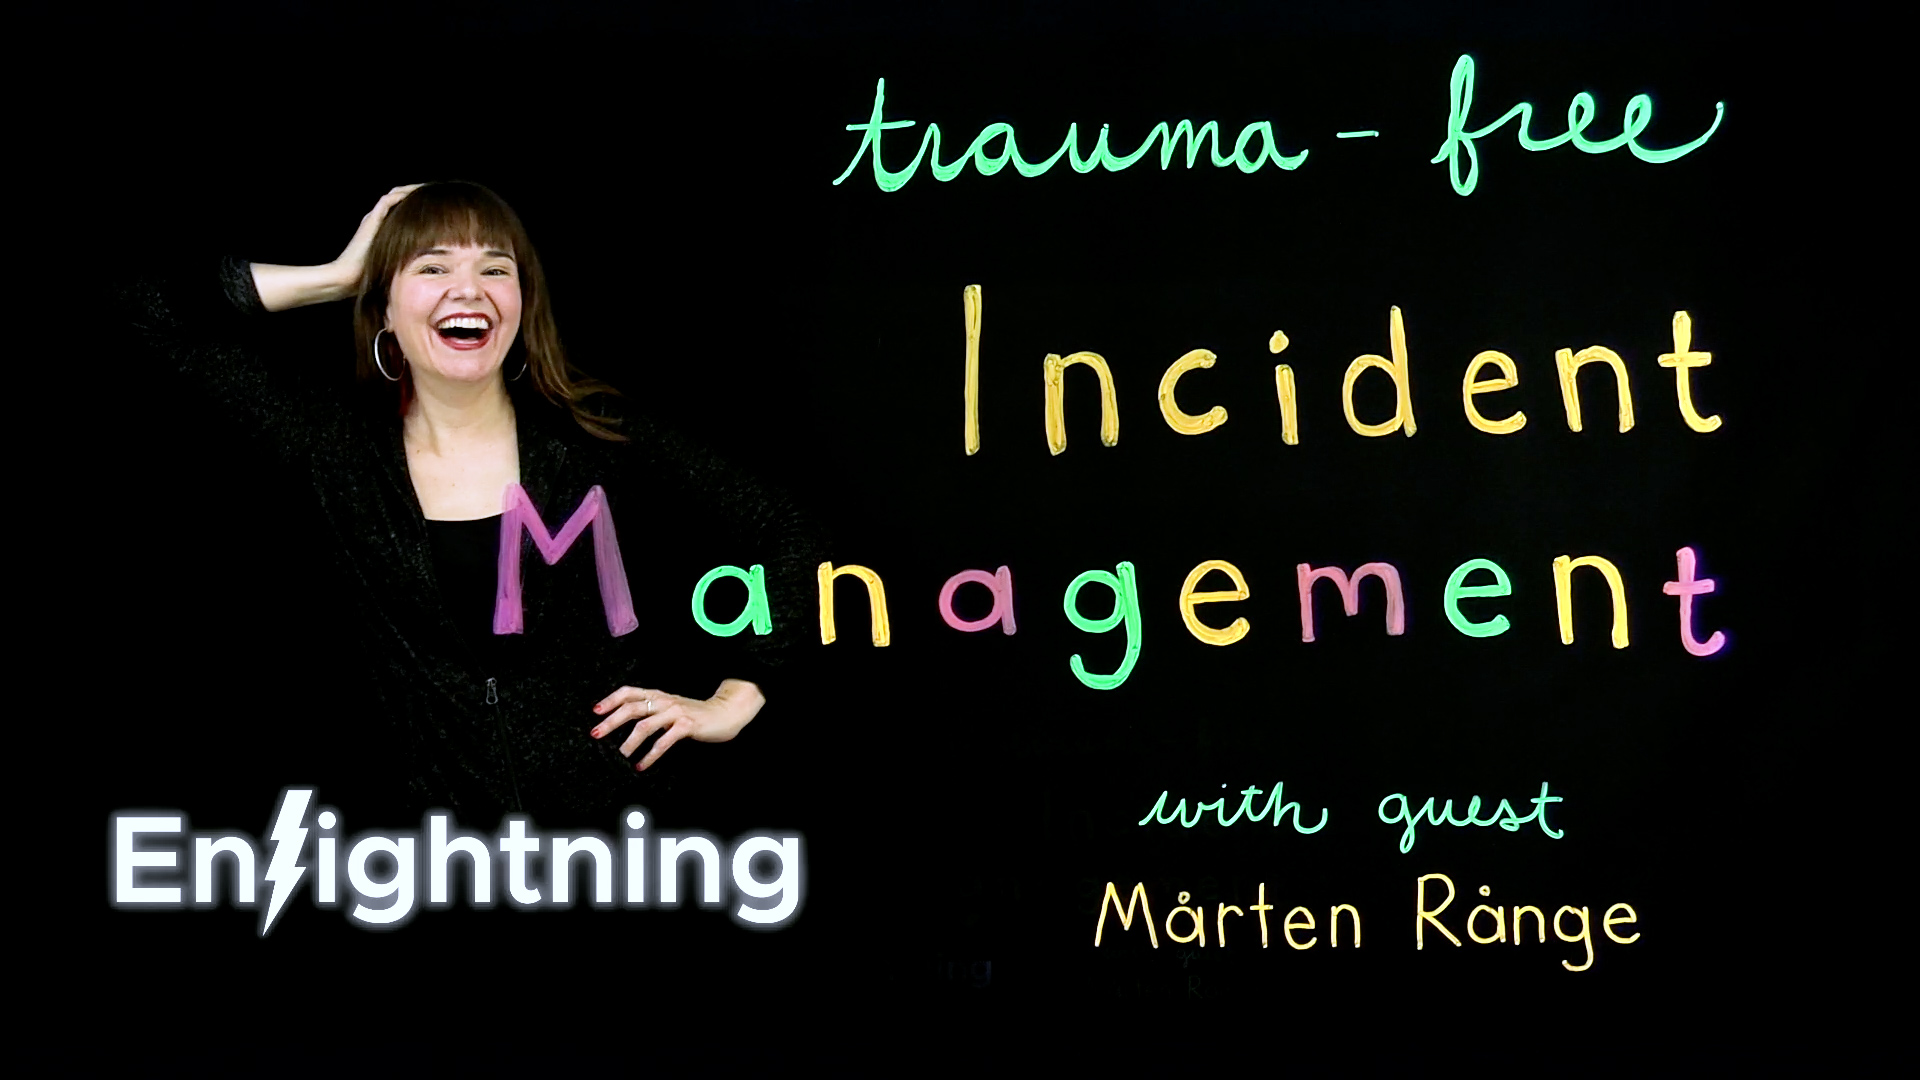 trauma-free
Incident
Management
with guest
Mårten Rånge
Enlightning